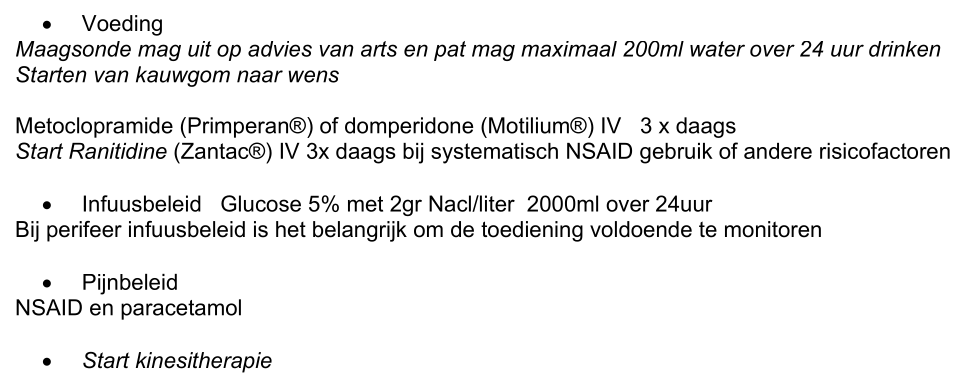 • Voeding
Maagsonde mag uit op advies van arts en pat mag maximaal 200ml water over 24 uur drinken
Starten van kauwgom naar wens
Metoclopramide (Primperan®) of domperidone (Motilium®) IV 3 x daags
Start Ranitidine (Zantac®) IV 3x daags bij systematisch NSAID gebruik of andere risicofactoren
• Infuusbeleid Glucose 5% met 2gr Nacl/liter 2000ml over 24uur
Bij perifeer infuusbeleid is het belangrijk om de toediening voldoende te monitoren
• Pijnbeleid
NSAID en paracetamol
• Start kinesitherapie